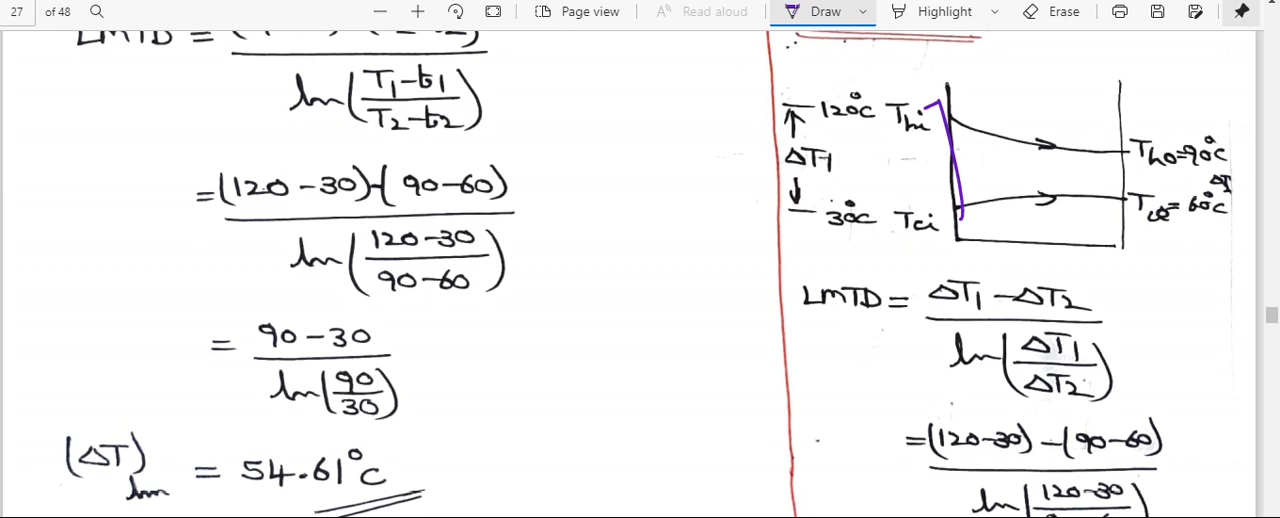 27 of 48 Page view Read aloud Draw Highlight Erase
LMTD =
ln(T1-t1/T2-t2)
=(120-30)-(90-60)
ln(120-30/90-60)
= 90-30
ln(90/30)
(ΔT)lm = 54.61°C
120°C Thi
ΔT1
30°C Tci
Tho=90°C
= 60°C
LMTD = ΔT1 - ΔT2
ln(ΔT1/ΔT2)
=(120-30)-(90-60)
ln(120-30